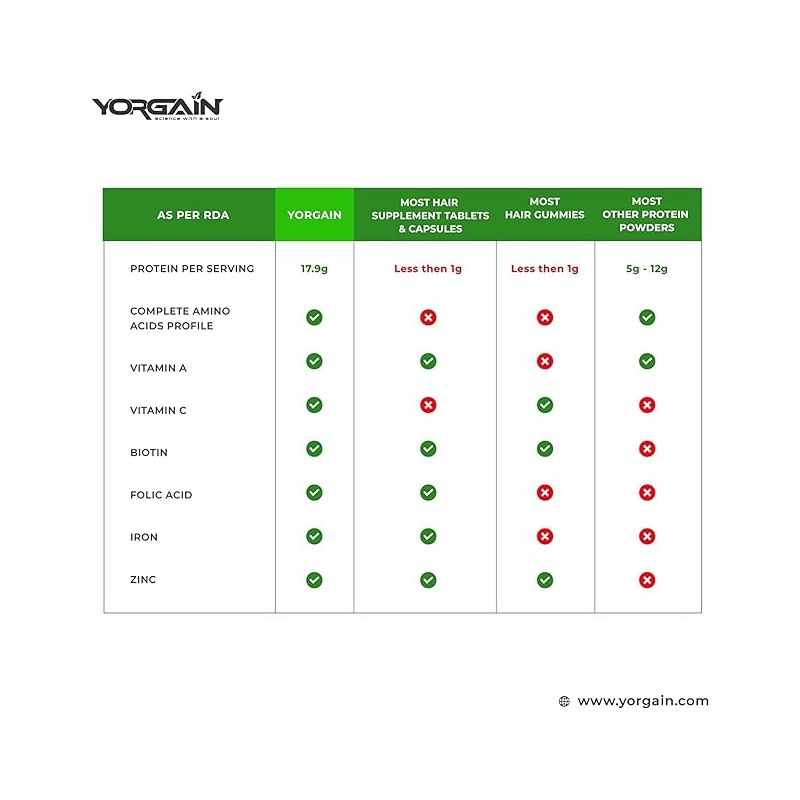 YORGAIN
science with a soul
AS PER RDA
YORGAIN
MOST HAIR
SUPPLEMENT TABLETS
& CAPSULES
MOST
HAIR GUMMIES
MOST
OTHER PROTEIN
POWDERS
PROTEIN PER SERVING
17.9g
Less then 1g
Less then 1g
5g - 12g
COMPLETE AMINO
ACIDS PROFILE
VITAMIN A
VITAMIN C
BIOTIN
FOLIC ACID
IRON
ZINC
www.yorgain.com